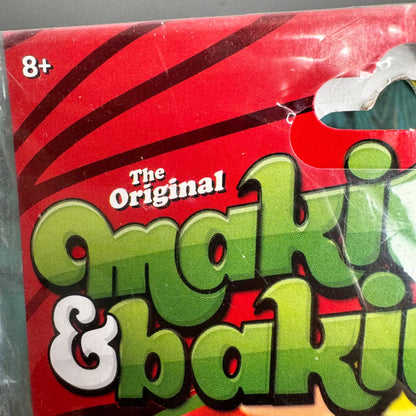 8+
The
Original
maki
& baki